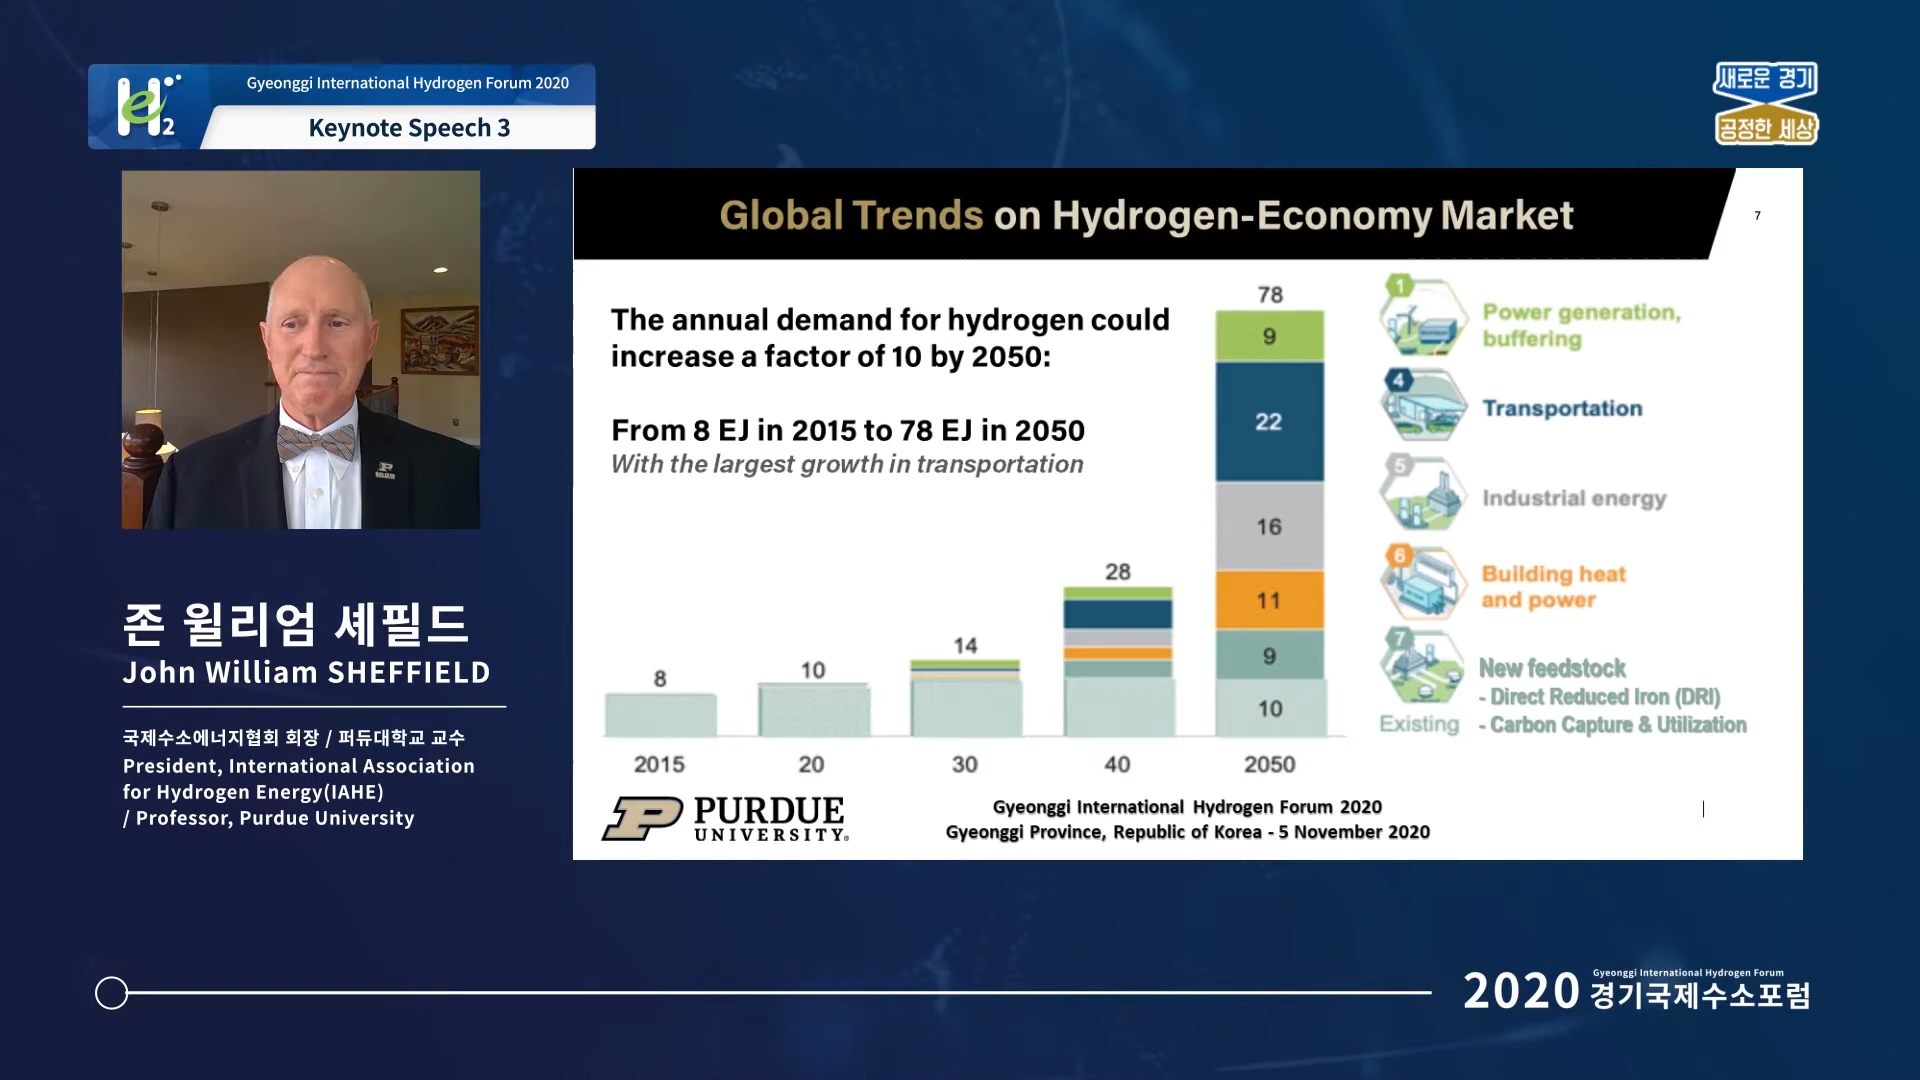 Gyeonggi International Hydrogen Forum 2020
H2e
Keynote Speech 3
새로운 경기
공정한 세상
Global Trends on Hydrogen-Economy Market
7
The annual demand for hydrogen could
increase a factor of 10 by 2050:
From 8 EJ in 2015 to 78 EJ in 2050
With the largest growth in transportation
8
10
14
28
78
9
22
16
11
9
10
2015
20
30
40
2050
1
Power generation,
buffering
4
Transportation
5
Industrial energy
6
Building heat
and power
7
New feedstock
- Direct Reduced Iron (DRI)
Existing - Carbon Capture & Utilization
P PURDUE
UNIVERSITY®
Gyeonggi International Hydrogen Forum 2020
Gyeonggi Province, Republic of Korea - 5 November 2020
존 윌리엄 셰필드
John William SHEFFIELD
국제수소에너지협회 회장 / 퍼듀대학교 교수
President, International Association
for Hydrogen Energy(IAHE)
/ Professor, Purdue University
Gyeonggi International Hydrogen Forum
2020 경기국제수소포럼